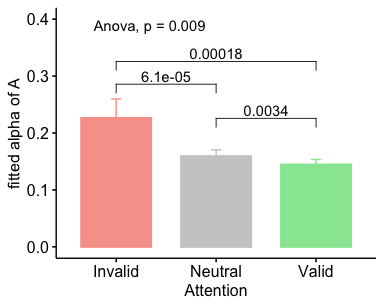 Anova, p = 0.009
0.00018
6.1e-05
0.0034
fitted alpha of A
0.4
0.3
0.2
0.1
0.0
Invalid Neutral Valid
Attention